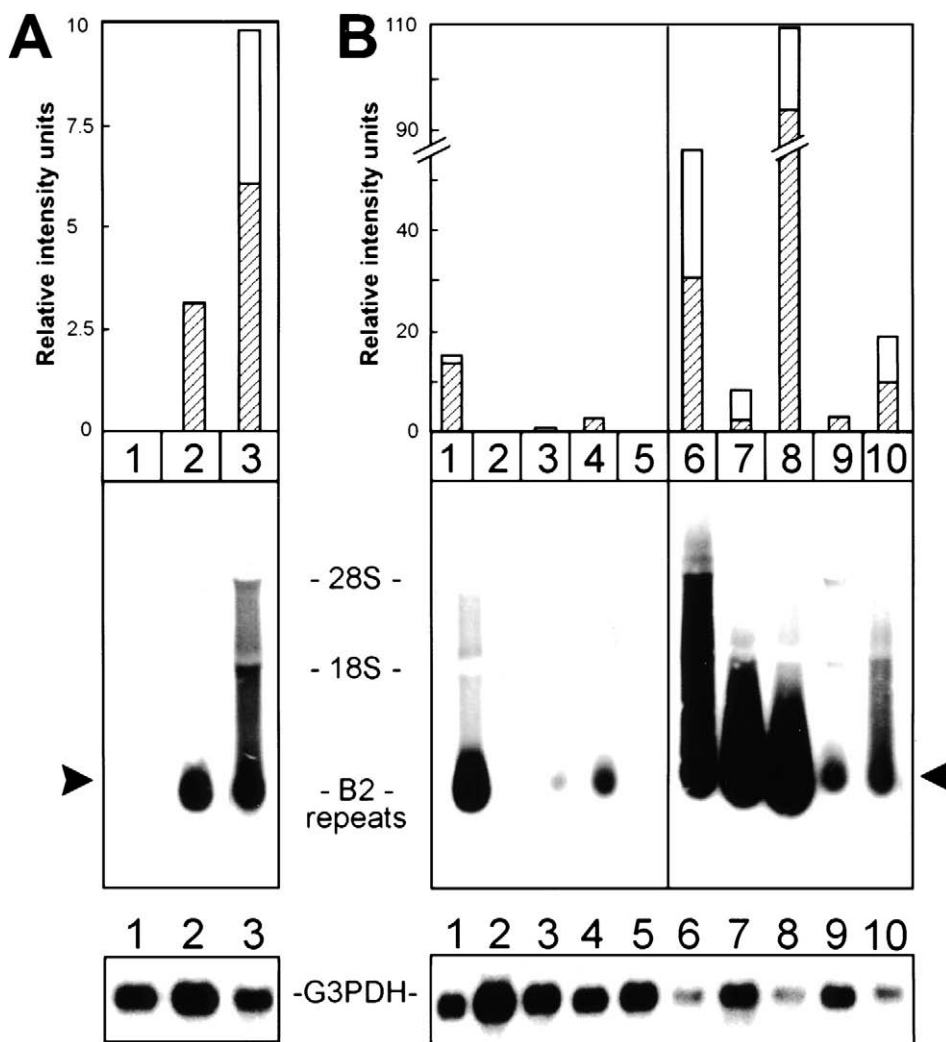 A
B
Relative intensity units
10
7.5
5
2.5
0
1 2 3
Relative intensity units
110
90
40
20
0
1 2 3 4 5 6 7 8 9 10
- 28S -
- 18S -
- B2 -
repeats
1 2 3
1 2 3 4 5 6 7 8 9 10
-G3PDH-